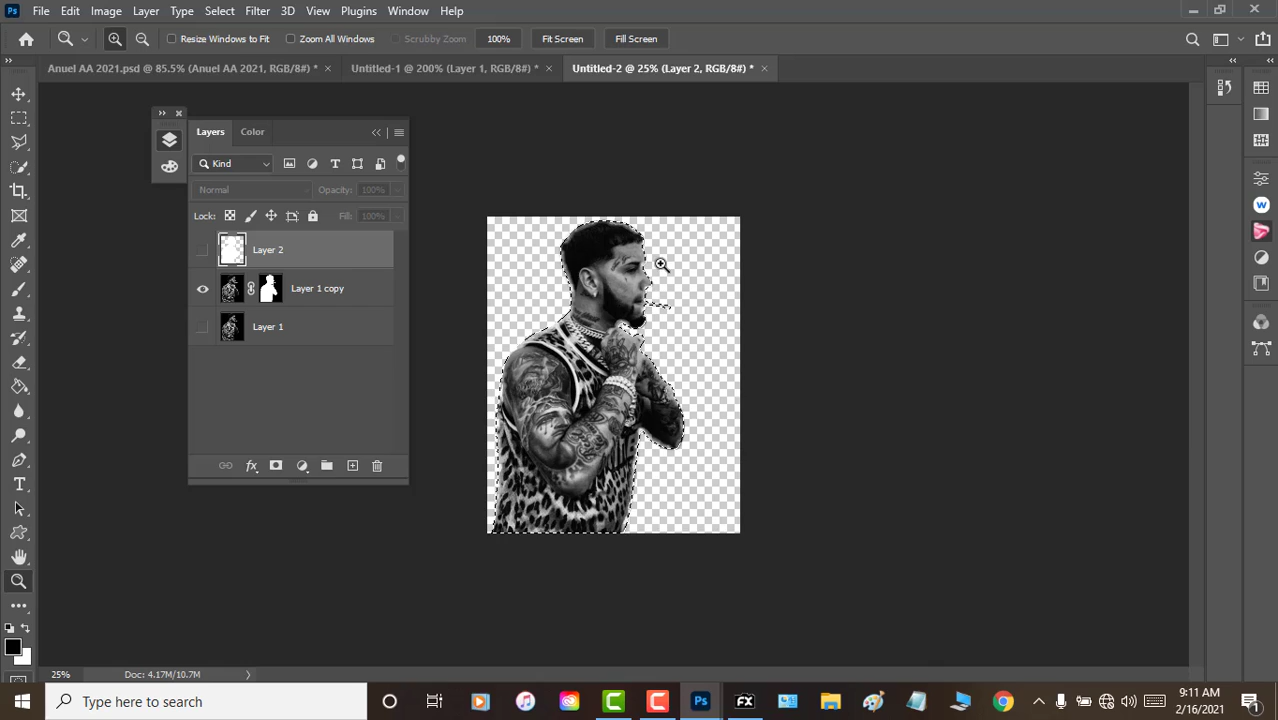 Ps File Edit Image Layer Type Select Filter 3D View Plugins Window Help
Resize Windows to Fit Zoom All Windows Scrubby Zoom 100% Fit Screen Fill Screen
Anuel AA 2021.psd @ 85.5% (Anuel AA 2021, RGB/8#) * × Untitled-1 @ 200% (Layer 1, RGB/8#) * × Untitled-2 @ 25% (Layer 2, RGB/8#) * ×
Layers Color
Kind
Normal Opacity: 100%
Lock: Fill: 100%
Layer 2
Layer 1 copy
Layer 1
fx
25% Doc: 4.17M/10.7M
Type here to search
Ps
FX
9:11 AM
2/16/2021